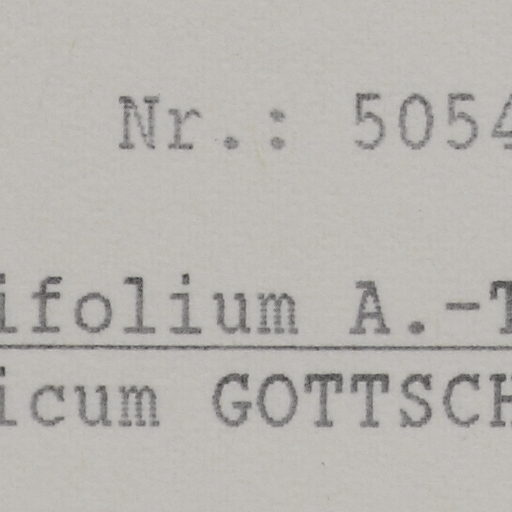 Nr.: 5054
ifolium A.-T
icum GOTTSCH